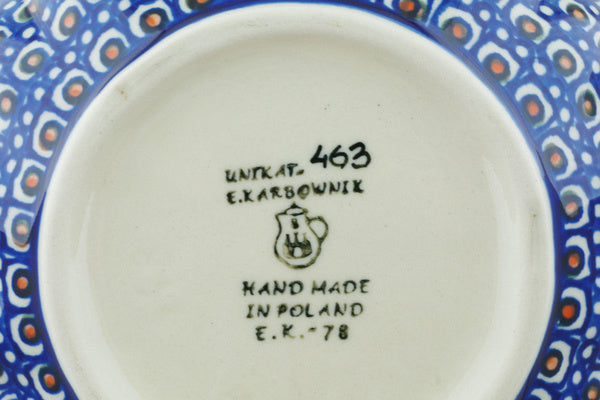 UNIKAT- 463
E. KARBOWNIK
HAND MADE
IN POLAND
E. K. - 78